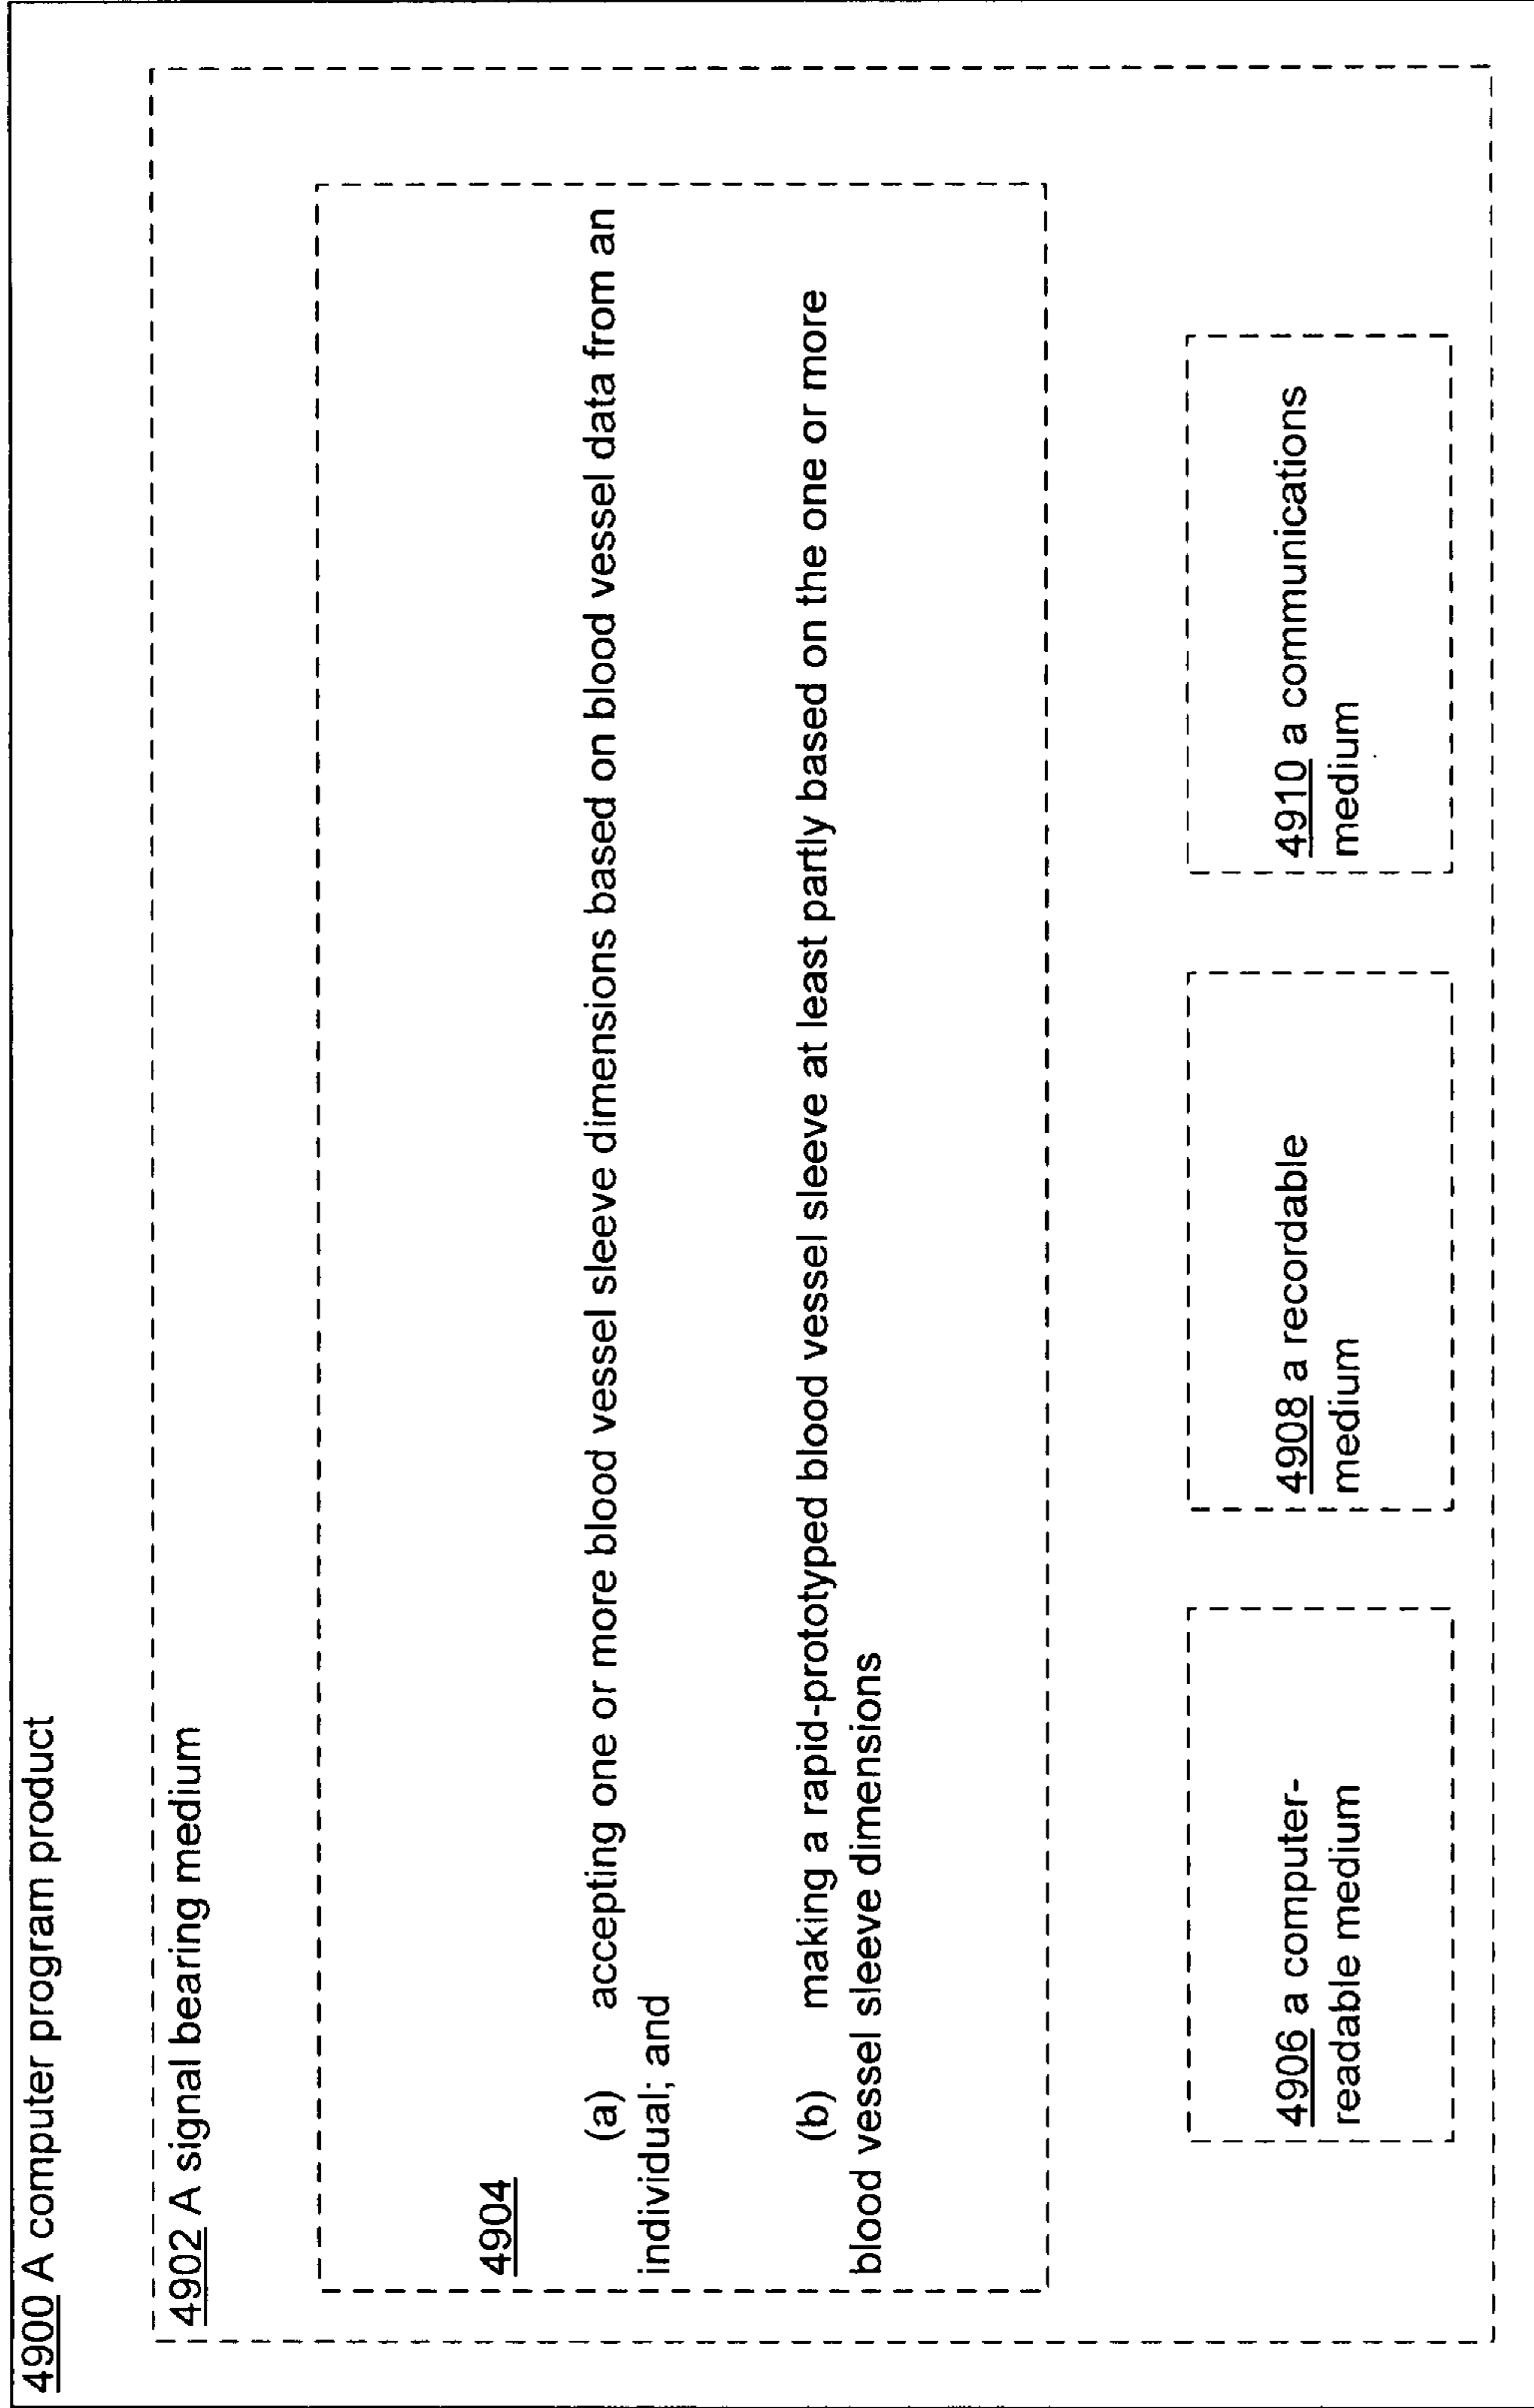 4900 A computer program product
4902 A signal bearing medium
4904
(a) accepting one or more blood vessel sleeve dimensions based on blood vessel data from an
individual; and
(b) making a rapid-prototyped blood vessel sleeve at least partly based on the one or more
blood vessel sleeve dimensions
4906 a computer-
readable medium
4908 a recordable
medium
4910 a communications
medium